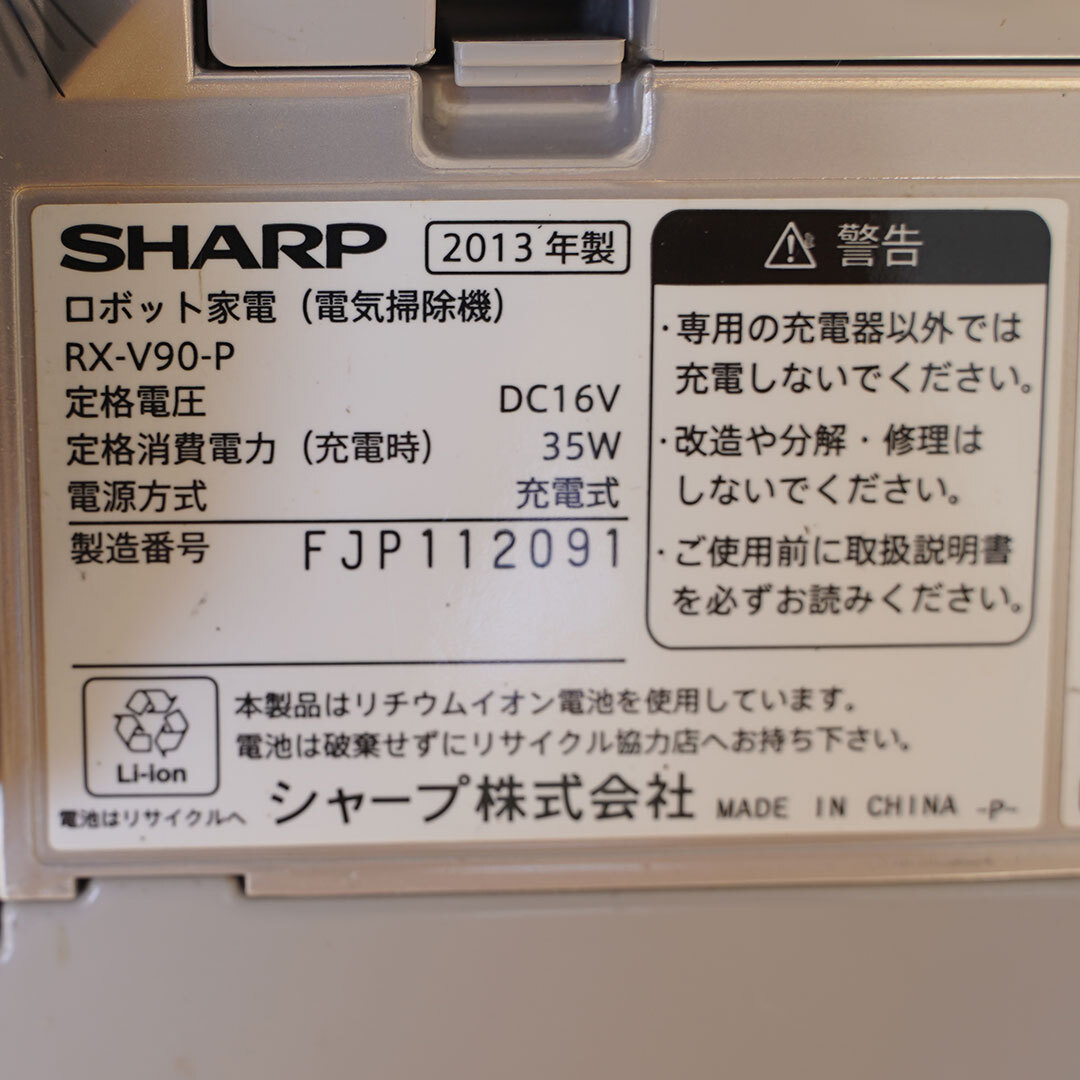 SHARP 2013年製
ロボット家電（電気掃除機）
RX-V90-P
定格電圧 DC16V
定格消費電力（充電時） 35W
電源方式 充電式
製造番号 FJP112091
警告
・専用の充電器以外では
充電しないでください。
・改造や分解・修理は
しないでください。
・ご使用前に取扱説明書
を必ずお読みください。
Li-ion
電池はリサイクルへ
本製品はリチウムイオン電池を使用しています。
電池は破棄せずにリサイクル協力店へお持ち下さい。
シャープ株式会社 MADE IN CHINA -P-